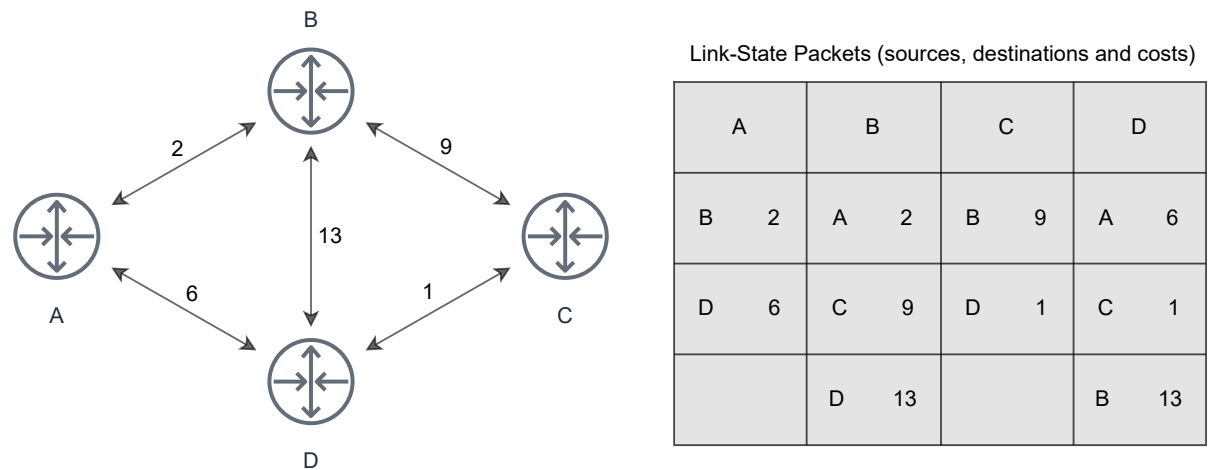 B
2
9
13
A
C
6
1
D
Link-State Packets (sources, destinations and costs)
A B C D
B 2 A 2 B 9 A 6
D 6 C 9 D 1 C 1
D 13 B 13